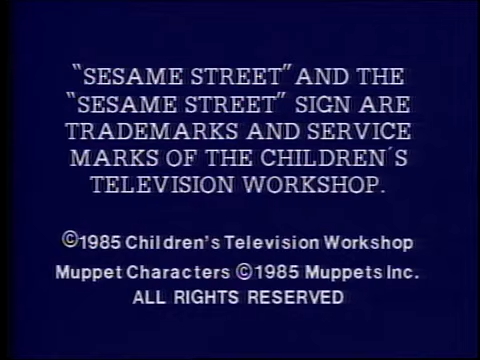 “SESAME STREET” AND THE
“SESAME STREET” SIGN ARE
TRADEMARKS AND SERVICE
MARKS OF THE CHILDREN´S
TELEVISION WORKSHOP.
©1985 Children's Television Workshop
Muppet Characters ©1985 Muppets Inc.
ALL RIGHTS RESERVED